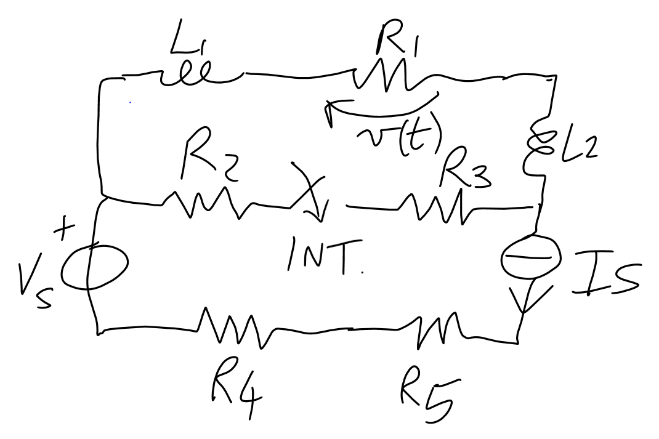 L1 R1
v(t)
L2
R2 R3
+
Vs
INT.
Is
R4 R5